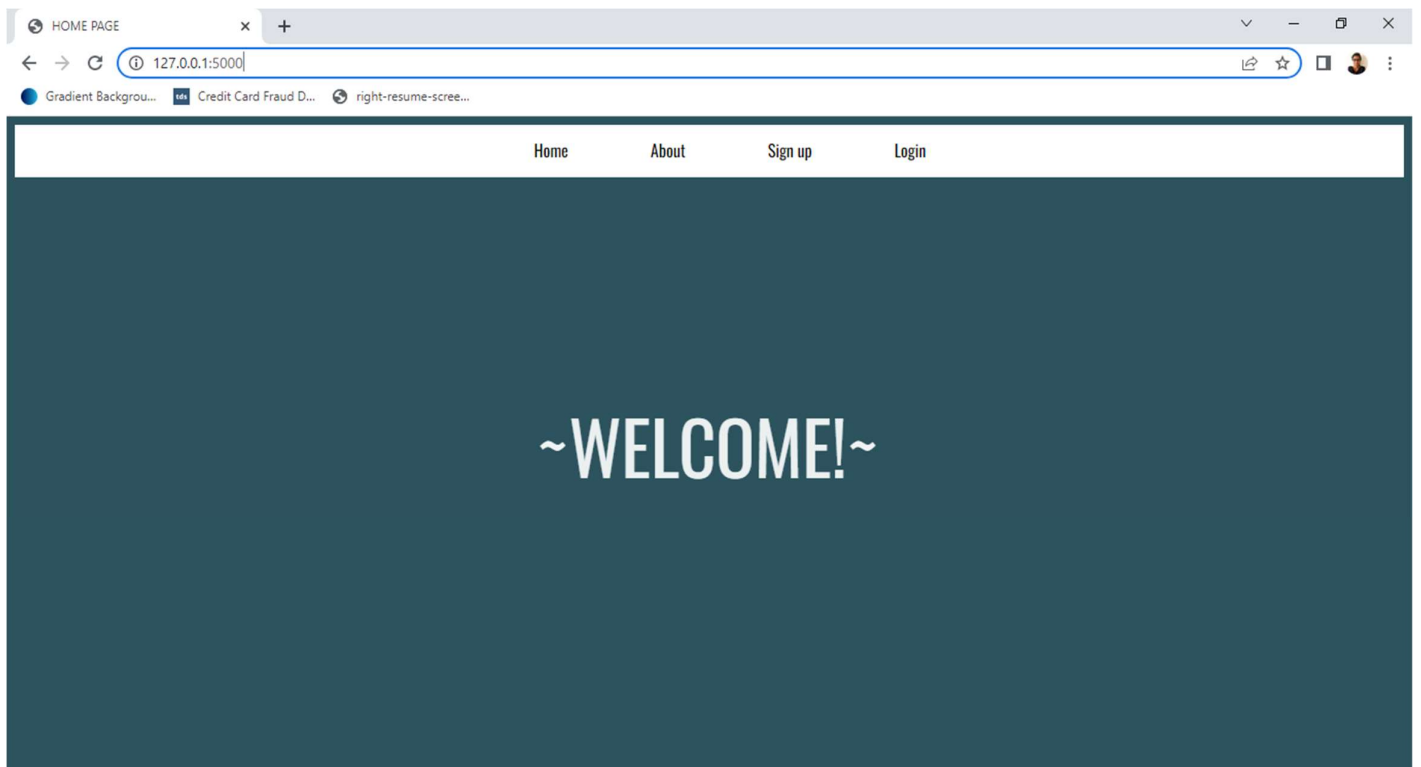 HOME PAGE
127.0.0.1:5000
Gradient Backgrou... tds Credit Card Fraud D... right-resume-scree...
Home About Sign up Login
~WELCOME!~